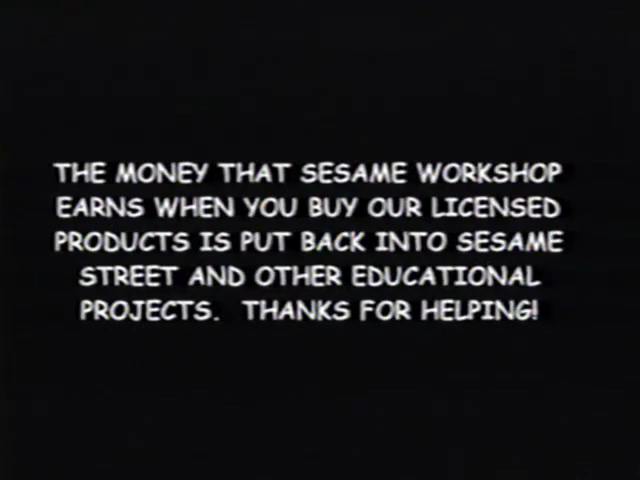 THE MONEY THAT SESAME WORKSHOP
EARNS WHEN YOU BUY OUR LICENSED
PRODUCTS IS PUT BACK INTO SESAME
STREET AND OTHER EDUCATIONAL
PROJECTS. THANKS FOR HELPING!